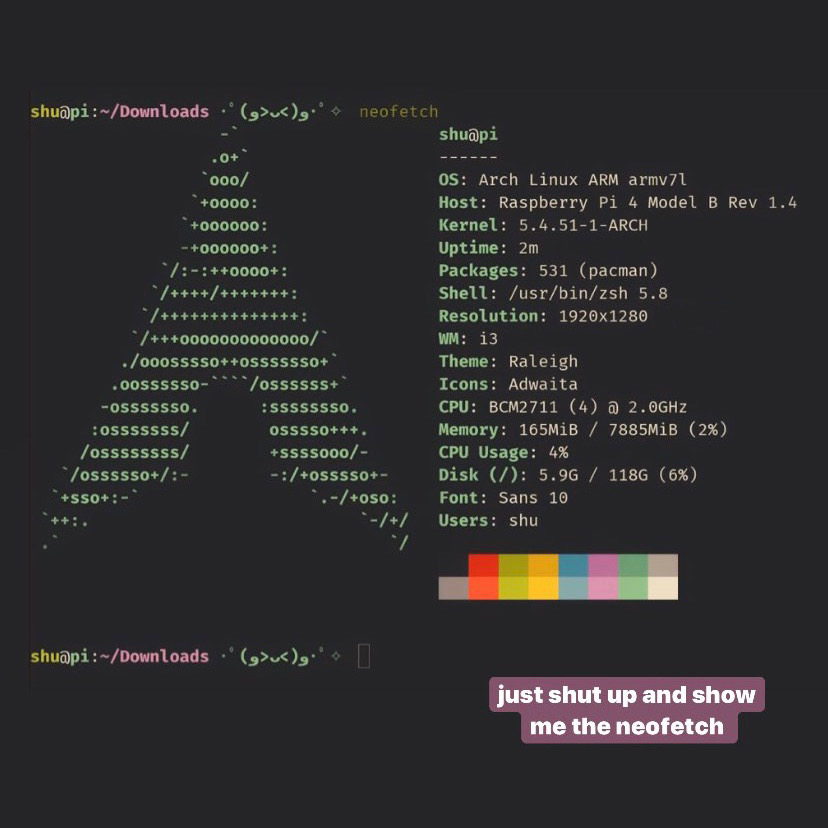 shu@pi:~/Downloads ·˚(و>ᴗ<)و·˚✧ neofetch
-`
.o+`
`ooo/
`+oooo:
`+oooooo:
-+oooooo+:
`/:-:++oooo+:
`/++++/+++++++:
`/++++++++++++++:
`/+++ooooooooooooo/`
./ooosssso++osssssso+`
.oossssso-````/ossssss+`
-osssssso. :ssssssso.
:osssssss/ osssso+++.
/ossssssss/ +ssssooo/-
`/ossssso+/:- -:/+osssso+-
`+sso+:-` `.-/+oso:
`++:. `-/+/
.` `/
shu@pi
------
OS: Arch Linux ARM armv7l
Host: Raspberry Pi 4 Model B Rev 1.4
Kernel: 5.4.51-1-ARCH
Uptime: 2m
Packages: 531 (pacman)
Shell: /usr/bin/zsh 5.8
Resolution: 1920x1280
WM: i3
Theme: Raleigh
Icons: Adwaita
CPU: BCM2711 (4) @ 2.0GHz
Memory: 165MiB / 7885MiB (2%)
CPU Usage: 4%
Disk (/): 5.9G / 118G (6%)
Font: Sans 10
Users: shu
shu@pi:~/Downloads ·˚(و>ᴗ<)و·˚✧
just shut up and show
me the neofetch